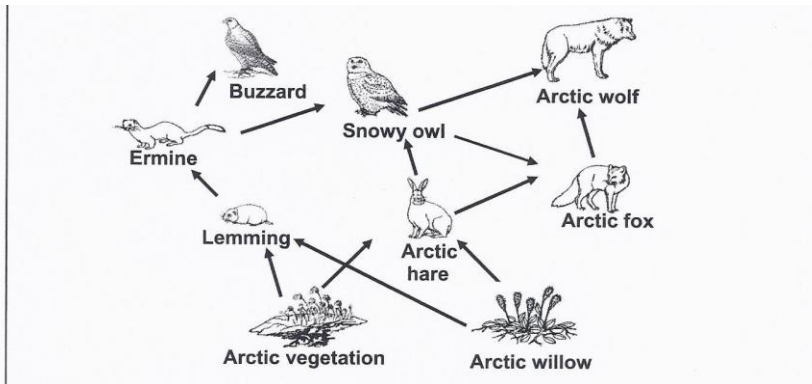 Buzzard
Arctic wolf
Snowy owl
Ermine
Arctic fox
Lemming
Arctic
hare
Arctic vegetation
Arctic willow